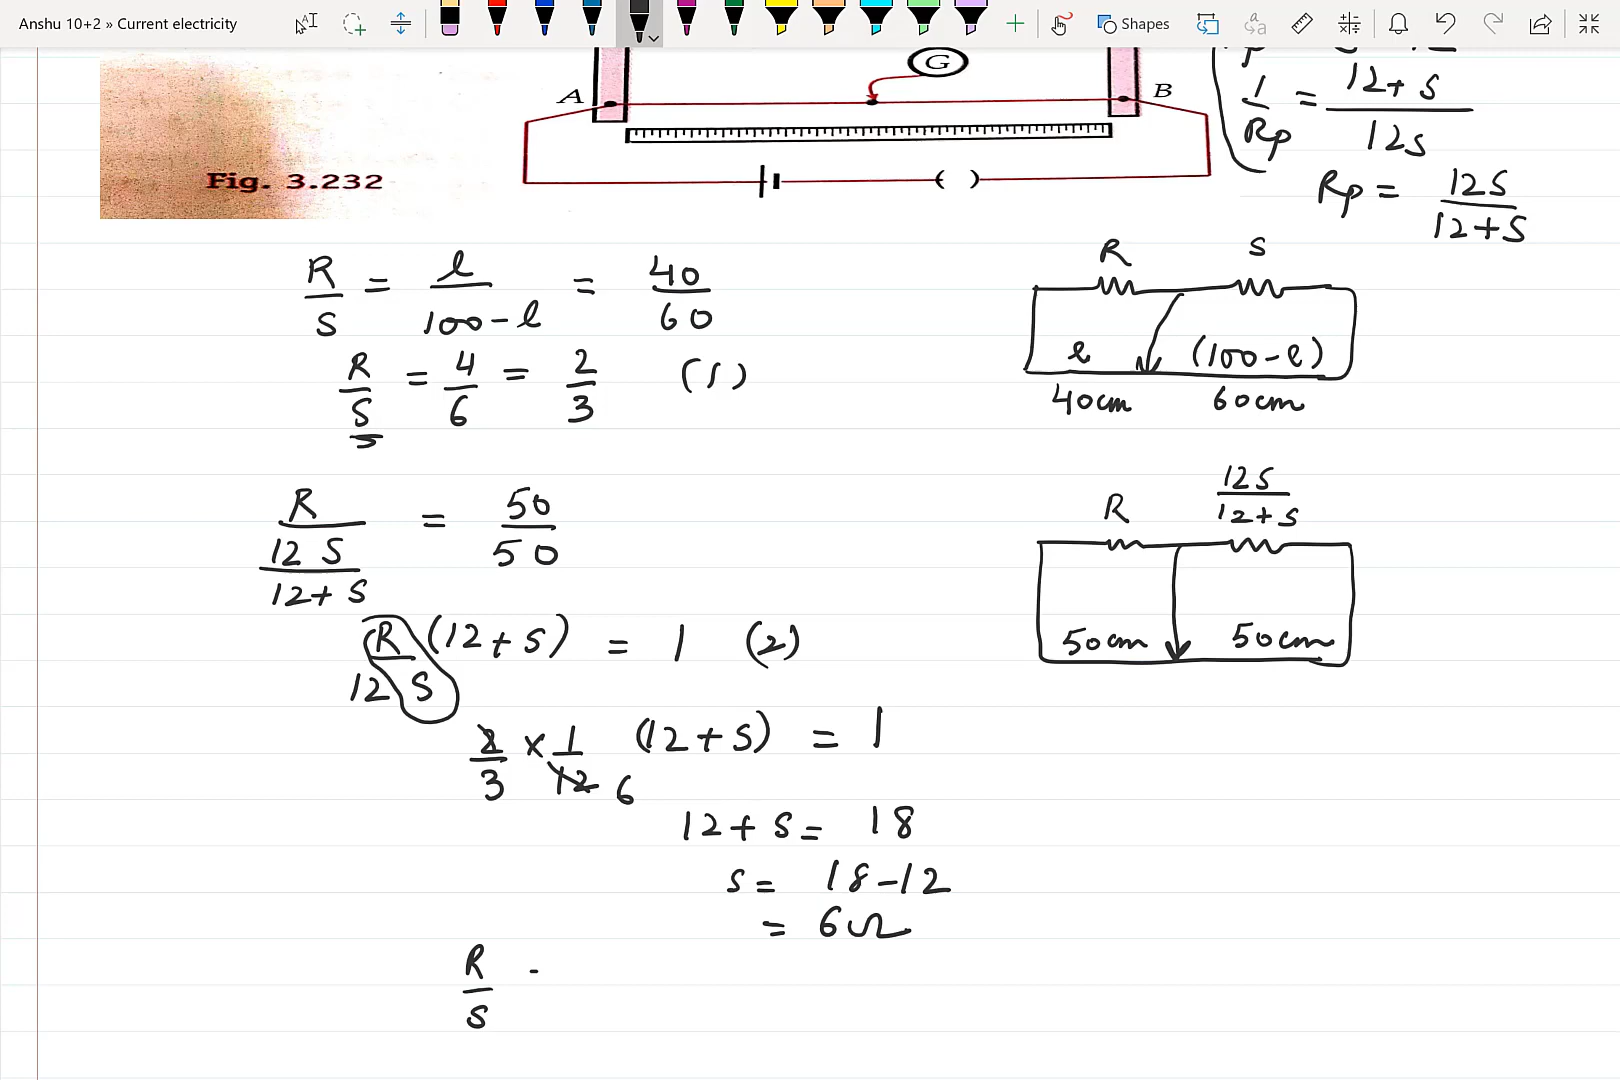 Anshu 10+2 » Current electricity
Shapes
G
A
B
Fig. 3.232
1/Rp = 12+S/12S
Rp = 12S/12+S
R/S = l/100-l = 40/60
R S
l (100-l)
40cm 60cm
R/S = 4/6 = 2/3 (1)
R/(12 S/12+S) = 50/50
R 12S/12+S
50cm 50cm
R/12 S (12+S) = 1 (2)
2/3 × 1/12 6 (12+S) = 1
12+S = 18
S = 18-12
= 6Ω
R/S -